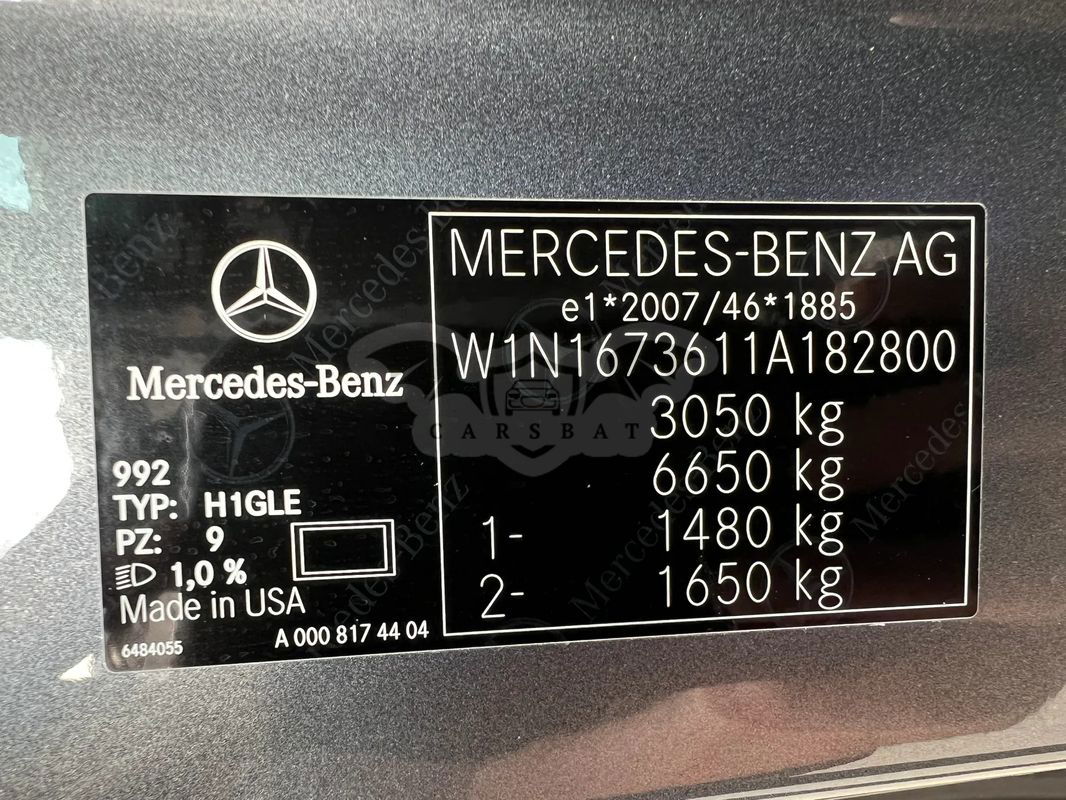 Mercedes-Benz
992
TYP: H1GLE
PZ: 9
1,0 %
Made in USA
6484055
A 000 817 44 04
MERCEDES-BENZ AG
e1*2007/46*1885
W1N1673611A182800
3050 kg
6650 kg
1- 1480 kg
2- 1650 kg
CARSBAT